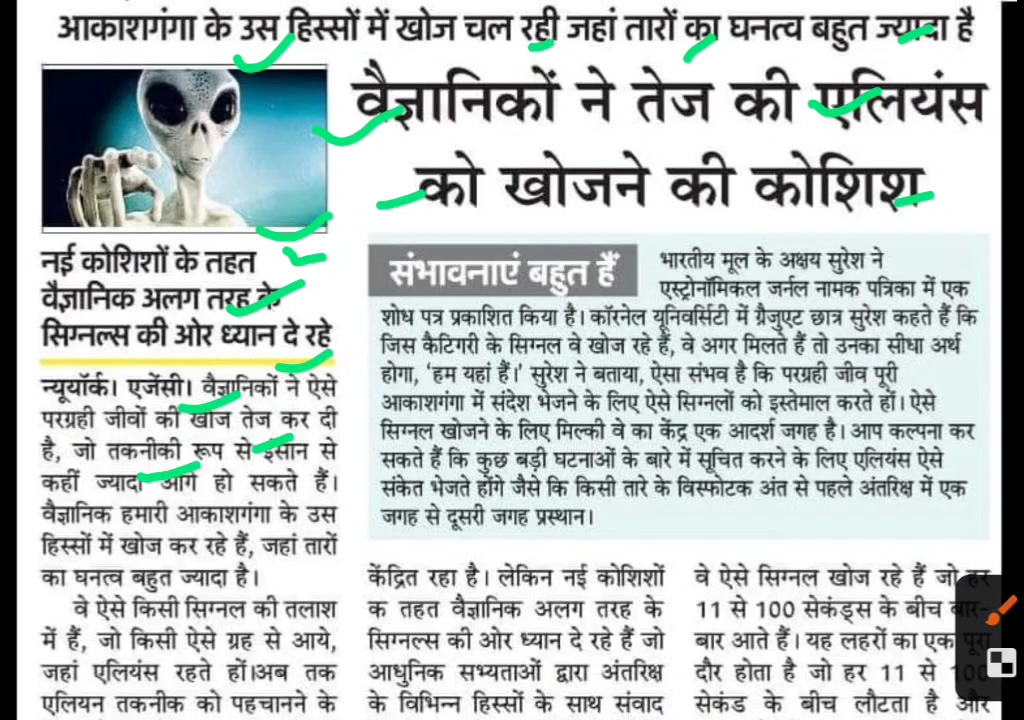 आकाशगंगा के उस हिस्सों में खोज चल रही जहां तारों का घनत्व बहुत ज्यादा है
वैज्ञानिकों ने तेज की एलियंस
को खोजने की कोशिश
नई कोशिशों के तहत
वैज्ञानिक अलग तरह के
सिग्नल्स की ओर ध्यान दे रहे
न्यूयॉर्क। एजेंसी। वैज्ञानिकों ने ऐसे
परग्रही जीवों की खोज तेज कर दी
है, जो तकनीकी रूप से इंसान से
कहीं ज्यादा आगे हो सकते हैं।
वैज्ञानिक हमारी आकाशगंगा के उस
हिस्सों में खोज कर रहे हैं, जहां तारों
का घनत्व बहुत ज्यादा है।
वे ऐसे किसी सिग्नल की तलाश
में हैं, जो किसी ऐसे ग्रह से आये,
जहां एलियंस रहते हों।अब तक
एलियन तकनीक को पहचानने के
संभावनाएं बहुत हैं
भारतीय मूल के अक्षय सुरेश ने
एस्ट्रोनॉमिकल जर्नल नामक पत्रिका में एक
शोध पत्र प्रकाशित किया है। कॉरनेल यूनिवर्सिटी में ग्रैजुएट छात्र सुरेश कहते हैं कि
जिस कैटिगरी के सिग्नल वे खोज रहे हैं, वे अगर मिलते हैं तो उनका सीधा अर्थ
होगा, ‘हम यहां हैं।’ सुरेश ने बताया, ऐसा संभव है कि परग्रही जीव पूरी
आकाशगंगा में संदेश भेजने के लिए ऐसे सिग्नलों को इस्तेमाल करते हों। ऐसे
सिग्नल खोजने के लिए मिल्की वे का केंद्र एक आदर्श जगह है। आप कल्पना कर
सकते हैं कि कुछ बड़ी घटनाओं के बारे में सूचित करने के लिए एलियंस ऐसे
संकेत भेजते होंगे जैसे कि किसी तारे के विस्फोटक अंत से पहले अंतरिक्ष में एक
जगह से दूसरी जगह प्रस्थान।
केंद्रित रहा है। लेकिन नई कोशिशों
क तहत वैज्ञानिक अलग तरह के
सिग्नल्स की ओर ध्यान दे रहे हैं जो
आधुनिक सभ्यताओं द्वारा अंतरिक्ष
के विभिन्न हिस्सों के साथ संवाद
वे ऐसे सिग्नल खोज रहे हैं जो हर
11 से 100 सेकंड्स के बीच बार-
बार आते हैं। यह लहरों का एक पूरा
दौर होता है जो हर 11 से 100
सेकंड के बीच लौटता है और